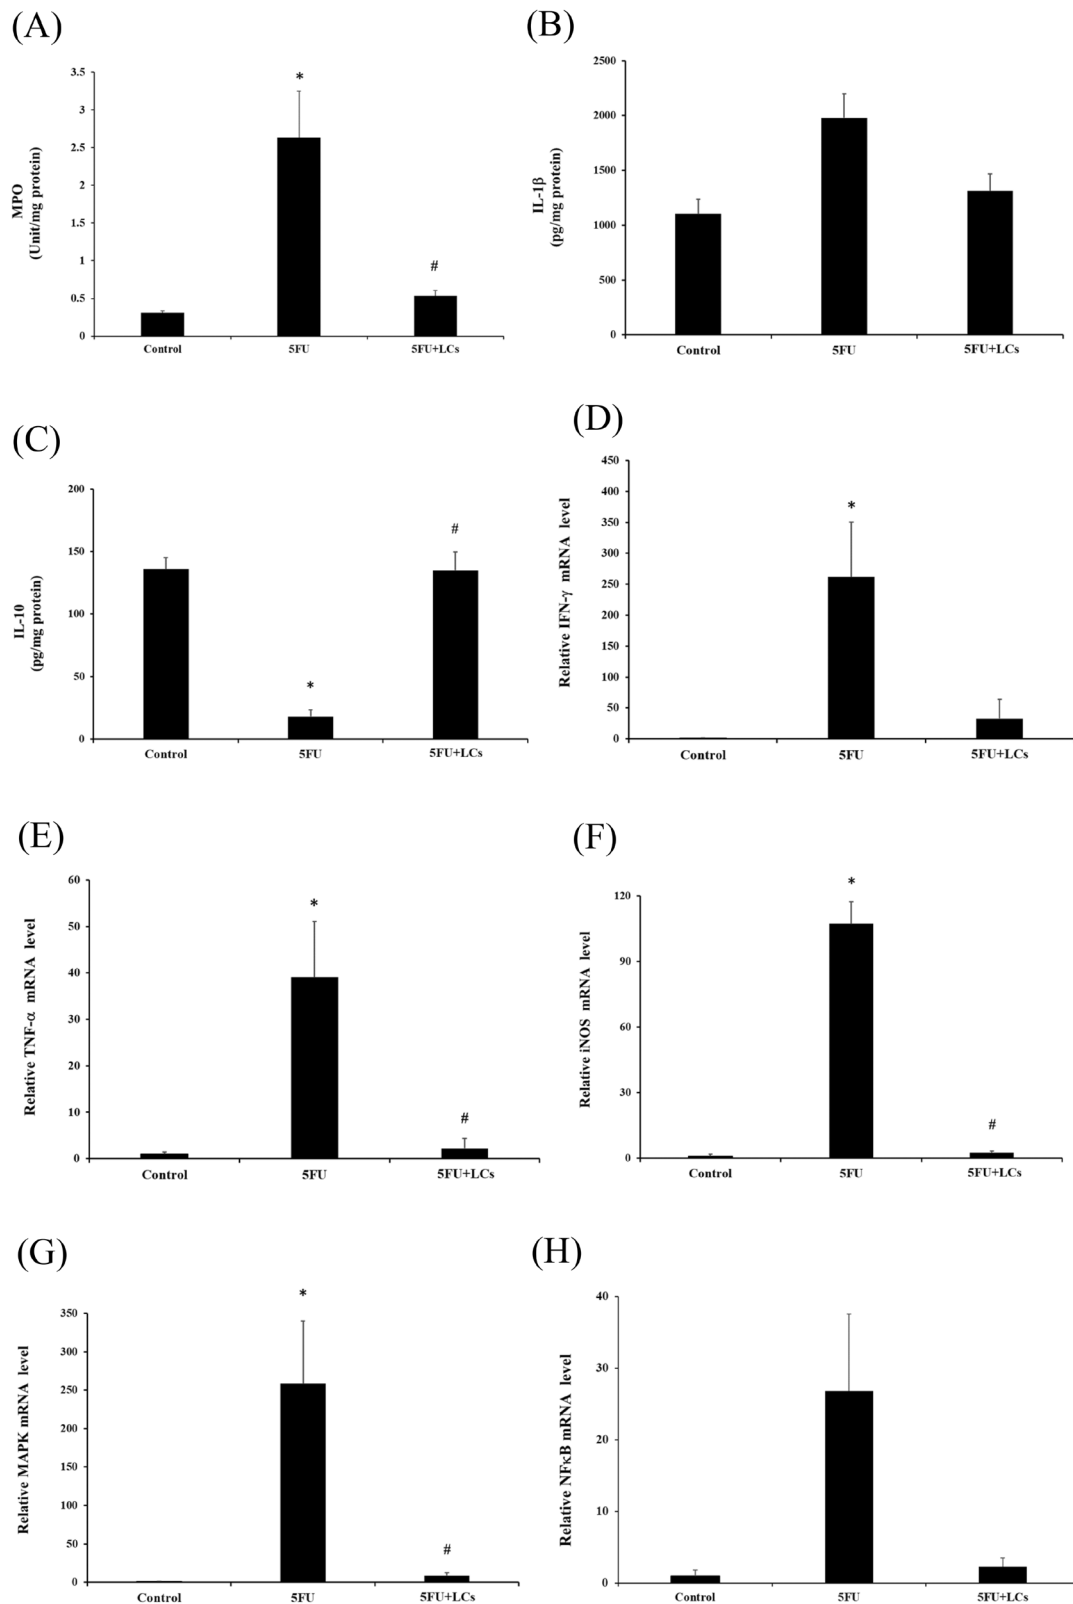 (A)
MPO
(Unit/mg protein)
3.5
3
2.5
2
1.5
1
0.5
0
*
#
Control 5FU 5FU+LCs
(B)
IL-1β
(pg/mg protein)
2500
2000
1500
1000
500
0
Control 5FU 5FU+LCs
(C)
IL-10
(pg/mg protein)
200
150
100
50
0
*
#
Control 5FU 5FU+LCs
(D)
Relative IFN-γ mRNA level
450
400
350
300
250
200
150
100
50
0
*
Control 5FU 5FU+LCs
(E)
Relative TNF-α mRNA level
60
50
40
30
20
10
0
*
#
Control 5FU 5FU+LCs
(F)
Relative iNOS mRNA level
120
90
60
30
0
*
#
Control 5FU 5FU+LCs
(G)
Relative MAPK mRNA level
350
300
250
200
150
100
50
0
*
#
Control 5FU 5FU+LCs
(H)
Relative NFκB mRNA level
40
30
20
10
0
Control 5FU 5FU+LCs